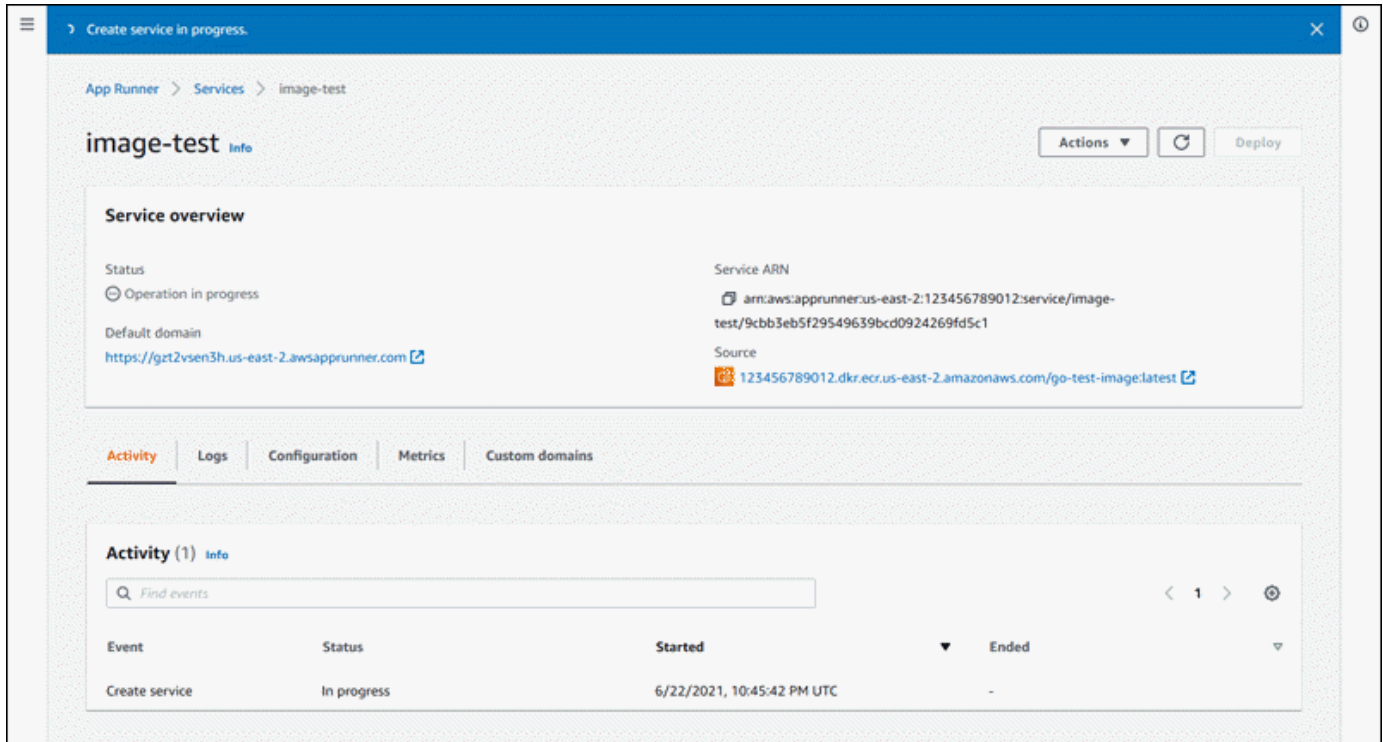 Create service in progress.
App Runner > Services > image-test
image-test Info
Actions
Deploy
Service overview
Status
Operation in progress
Default domain
https://gzt2vsen3h.us-east-2.awsapprunner.com
Service ARN
arn:aws:apprunner:us-east-2:123456789012:service/image-
test/9cbb3eb5f29549639bcd0924269fd5c1
Source
123456789012.dkr.ecr.us-east-2.amazonaws.com/go-test-image:latest
Activity Logs Configuration Metrics Custom domains
Activity (1) Info
Find events
< 1 >
Event Status Started Ended
Create service In progress 6/22/2021, 10:45:42 PM UTC -